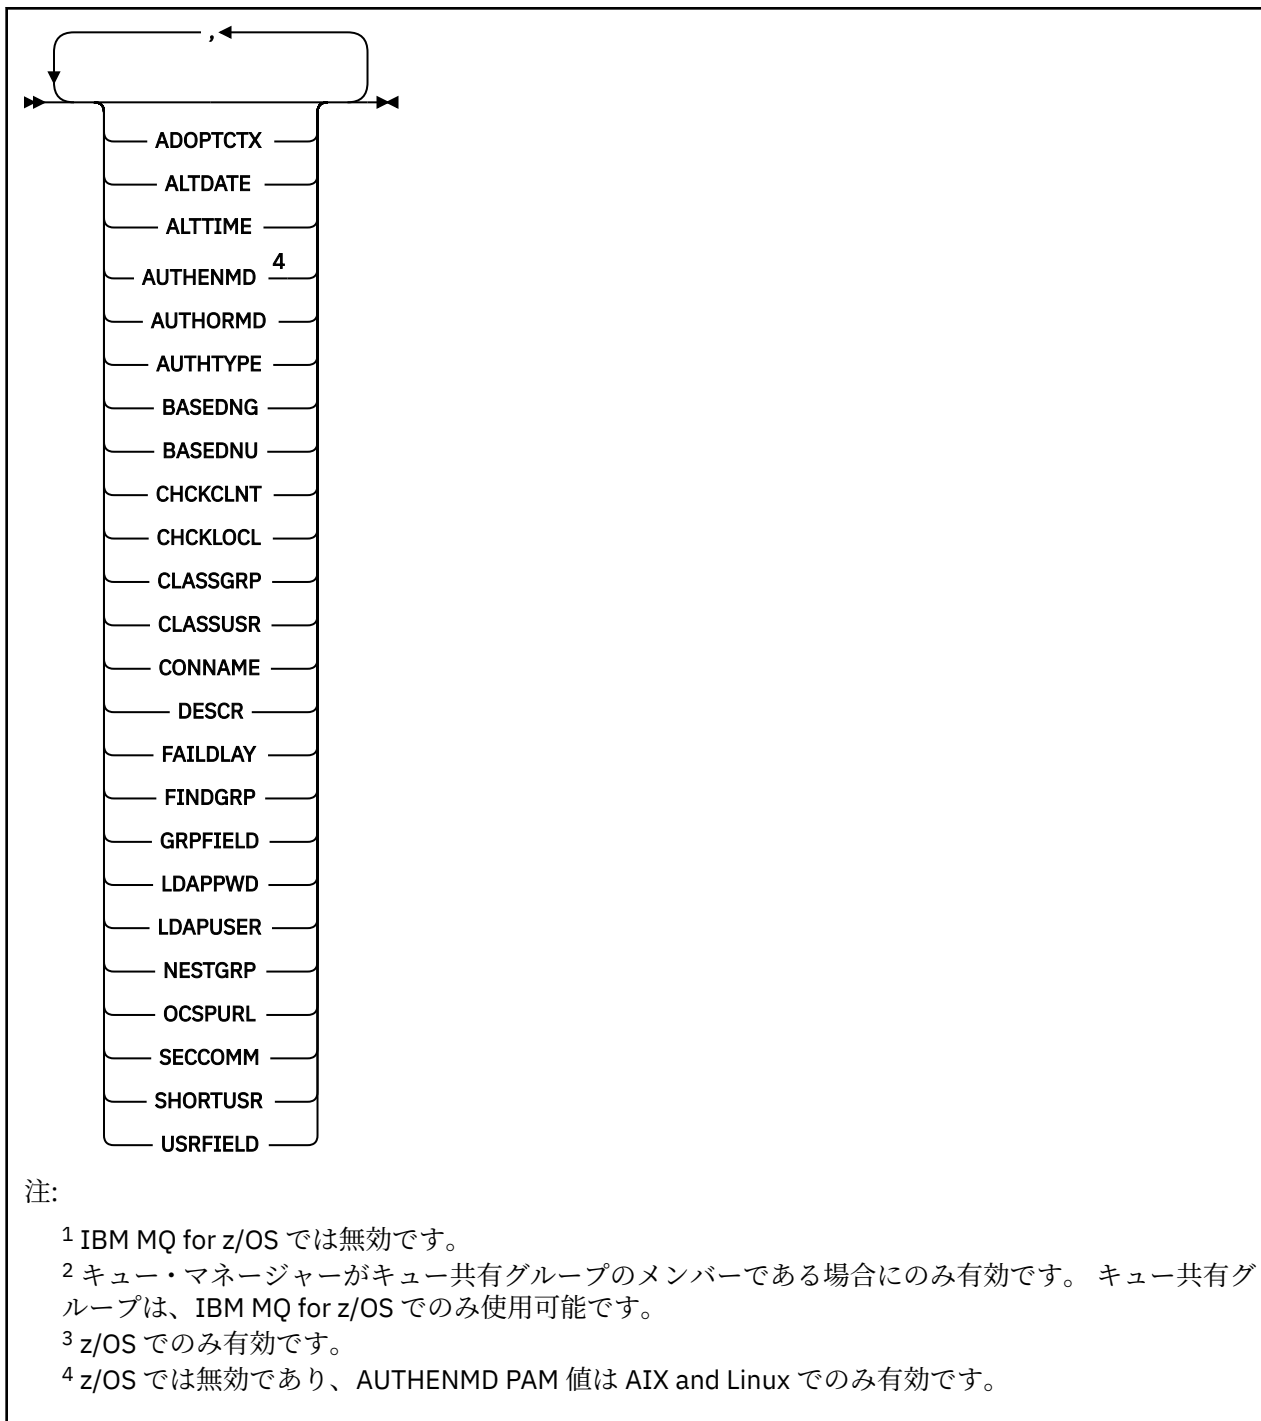 ,
ADOPTCTX
ALTDATE
ALTTIME
AUTHENMD 4
AUTHORMD
AUTHTYPE
BASEDNG
BASEDNU
CHCKCLNT
CHCKLOCL
CLASSGRP
CLASSUSR
CONNAME
DESCR
FAILDLAY
FINDGRP
GRPFIELD
LDAPPWD
LDAPUSER
NESTGRP
OCSPURL
SECCOMM
SHORTUSR
USRFIELD
注:
1 IBM MQ for z/OS では無効です。
2 キュー・マネージャーがキュー共有グループのメンバーである場合にのみ有効です。 キュー共有グ
ループは、IBM MQ for z/OS でのみ使用可能です。
3 z/OS でのみ有効です。
4 z/OS では無効であり、AUTHENMD PAM 値は AIX and Linux でのみ有効です。